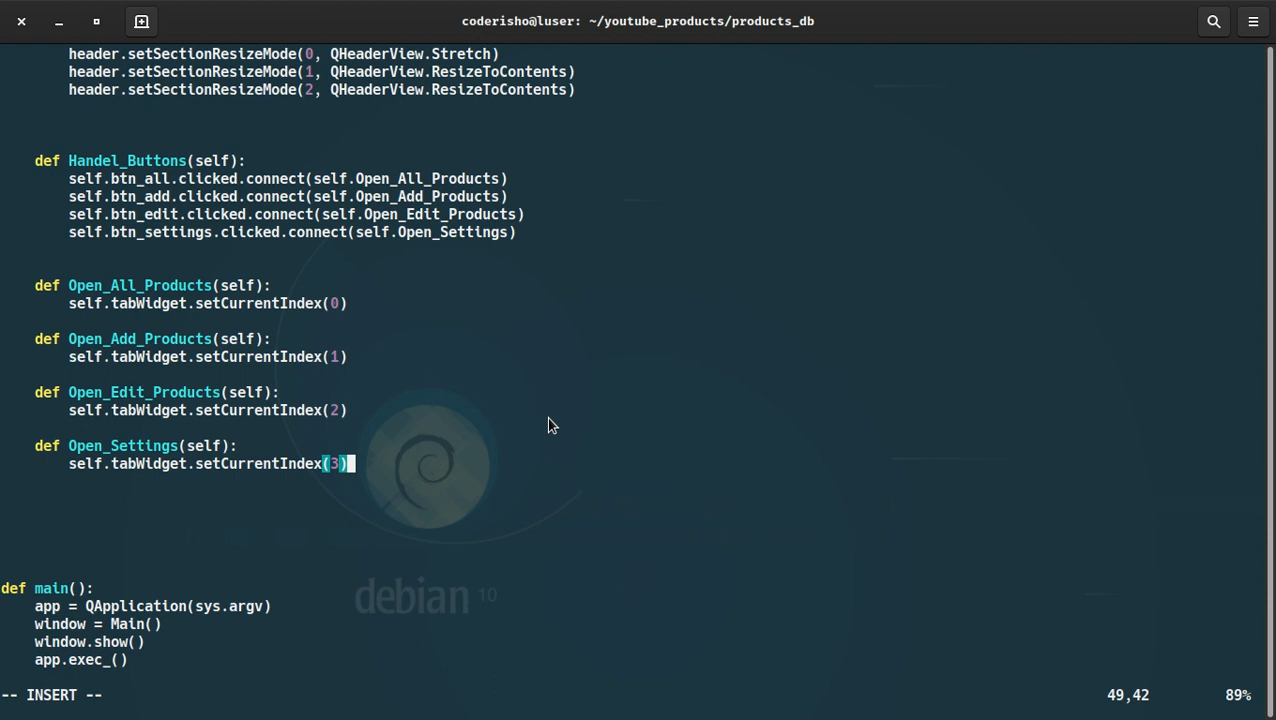 coderisho@luser: ~/youtube_products/products_db
header.setSectionResizeMode(0, QHeaderView.Stretch)
header.setSectionResizeMode(1, QHeaderView.ResizeToContents)
header.setSectionResizeMode(2, QHeaderView.ResizeToContents)
def Handel_Buttons(self):
self.btn_all.clicked.connect(self.Open_All_Products)
self.btn_add.clicked.connect(self.Open_Add_Products)
self.btn_edit.clicked.connect(self.Open_Edit_Products)
self.btn_settings.clicked.connect(self.Open_Settings)
def Open_All_Products(self):
self.tabWidget.setCurrentIndex(0)
def Open_Add_Products(self):
self.tabWidget.setCurrentIndex(1)
def Open_Edit_Products(self):
self.tabWidget.setCurrentIndex(2)
def Open_Settings(self):
self.tabWidget.setCurrentIndex(3)
def main():
app = QApplication(sys.argv)
window = Main()
window.show()
app.exec_()
debian 10
-- INSERT -- 49,42 89%